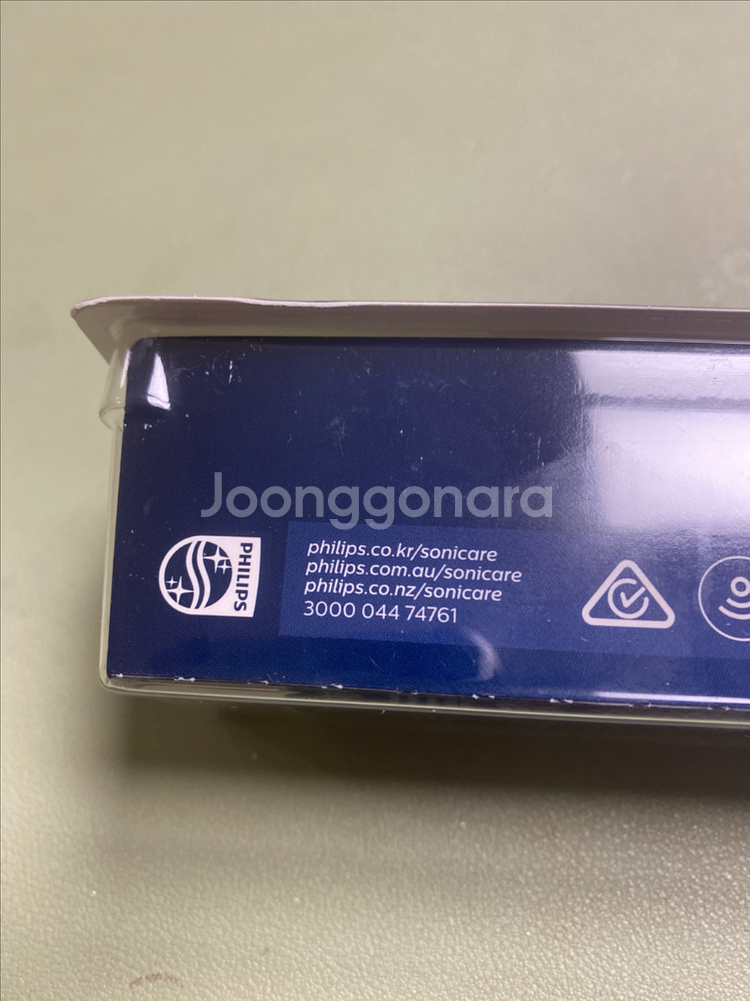 Joonggonara
PHILIPS
philips.co.kr/sonicare
philips.com.au/sonicare
philips.co.nz/sonicare
3000 044 74761